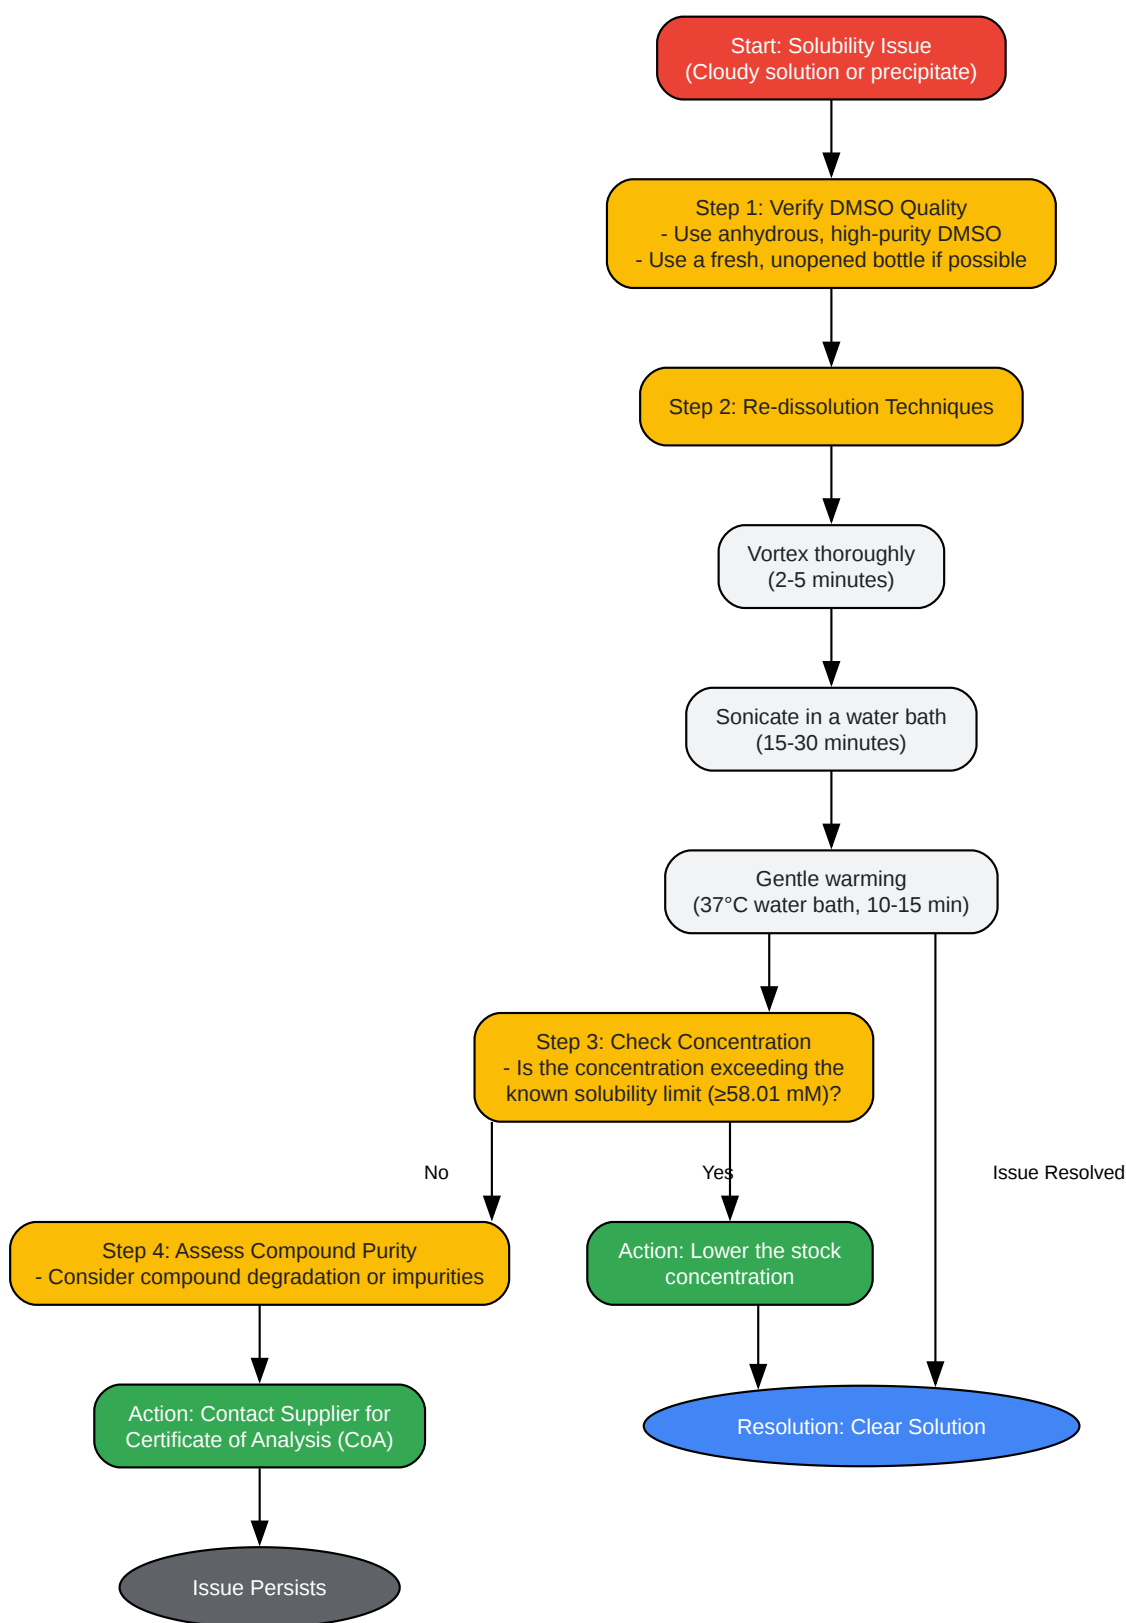 Start: Solubility Issue
(Cloudy solution or precipitate)
Step 1: Verify DMSO Quality
- Use anhydrous, high-purity DMSO
- Use a fresh, unopened bottle if possible
Step 2: Re-dissolution Techniques
Vortex thoroughly
(2-5 minutes)
Sonicate in a water bath
(15-30 minutes)
Gentle warming
(37°C water bath, 10-15 min)
Step 3: Check Concentration
- Is the concentration exceeding the
known solubility limit (≥58.01 mM)?
No
Yes
Issue Resolved
Step 4: Assess Compound Purity
- Consider compound degradation or impurities
Action: Lower the stock
concentration
Action: Contact Supplier for
Certificate of Analysis (CoA)
Resolution: Clear Solution
Issue Persists